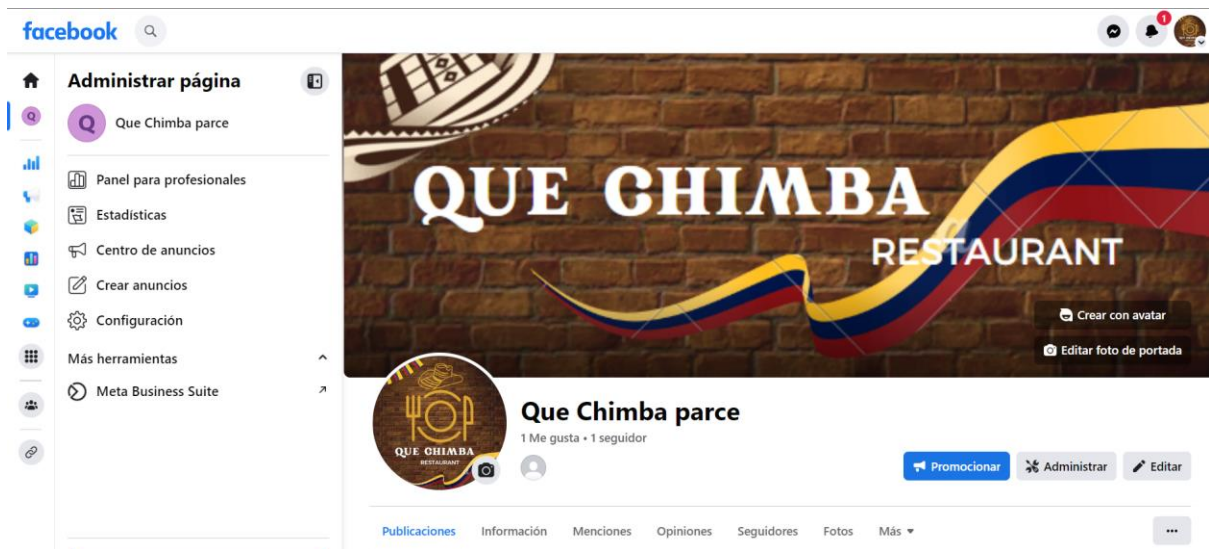 facebook
1
Administrar página
Q
Q
Que Chimba parce
Panel para profesionales
Estadísticas
Centro de anuncios
Crear anuncios
Configuración
Más herramientas
Meta Business Suite
QUE CHIMBA
RESTAURANT
Crear con avatar
Editar foto de portada
QUE CHIMBA
RESTAURANT
Que Chimba parce
1 Me gusta • 1 seguidor
Promocionar
Administrar
Editar
Publicaciones
Información
Menciones
Opiniones
Seguidores
Fotos
Más